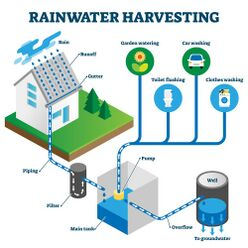 RAINWATER HARVESTING
Rain
Runoff
Gutter
Garden watering
Car washing
Toilet flushing
Clothes washing
Piping
Filter
Pump
Main tank
Well
Overflow
To groundwater